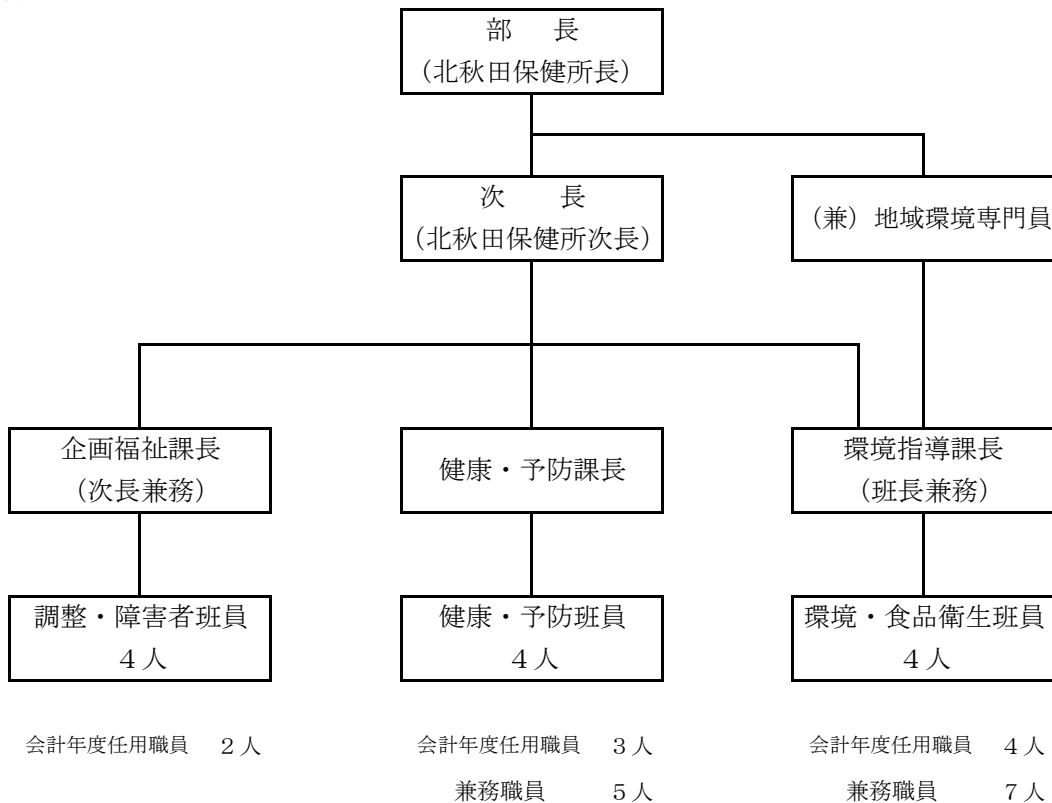 部　長
（北秋田保健所長）
次　長
（北秋田保健所次長）
（兼）地域環境専門員
企画福祉課長
（次長兼務）
健康・予防課長
環境指導課長
（班長兼務）
調整・障害者班員
４人
健康・予防班員
４人
環境・食品衛生班員
４人
会計年度任用職員　２人
会計年度任用職員　３人
会計年度任用職員　４人
兼務職員　５人
兼務職員　７人